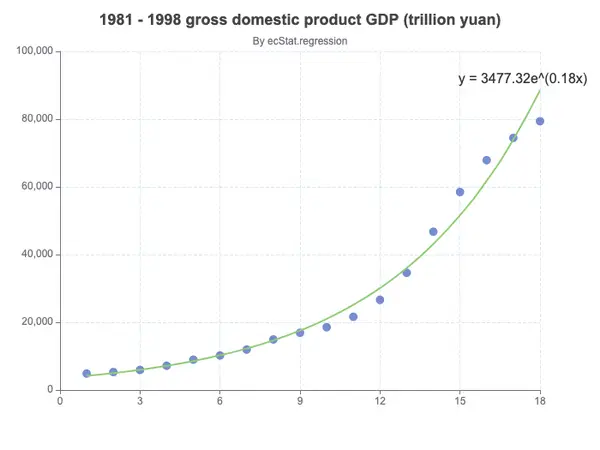 1981 - 1998 gross domestic product GDP (trillion yuan)
By ecStat.regression
100,000
y = 3477.32e^(0.18x)
80,000
60,000
40,000
20,000
0
0 3 6 9 12 15 18